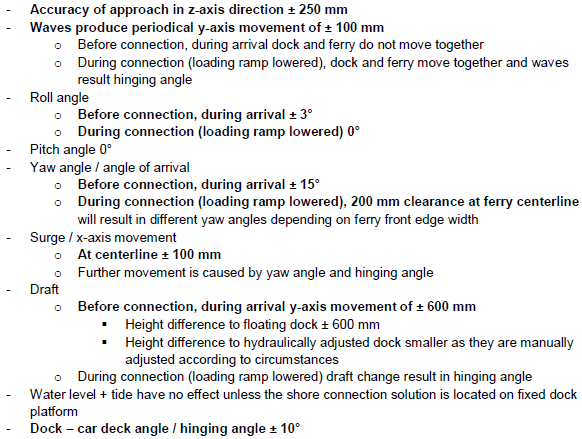 - Accuracy of approach in z-axis direction ± 250 mm
- Waves produce periodical y-axis movement of ± 100 mm
o Before connection, during arrival dock and ferry do not move together
o During connection (loading ramp lowered), dock and ferry move together and waves
result hinging angle
- Roll angle
o Before connection, during arrival ± 3°
o During connection (loading ramp lowered) 0°
- Pitch angle 0°
- Yaw angle / angle of arrival
o Before connection, during arrival ± 15°
o During connection (loading ramp lowered), 200 mm clearance at ferry centerline
will result in different yaw angles depending on ferry front edge width
- Surge / x-axis movement
o At centerline ± 100 mm
o Further movement is caused by yaw angle and hinging angle
- Draft
o Before connection, during arrival y-axis movement of ± 600 mm
▪ Height difference to floating dock ± 600 mm
▪ Height difference to hydraulically adjusted dock smaller as they are manually
adjusted according to circumstances
o During connection (loading ramp lowered) draft change result in hinging angle
- Water level + tide have no effect unless the shore connection solution is located on fixed dock
platform
- Dock – car deck angle / hinging angle ± 10°